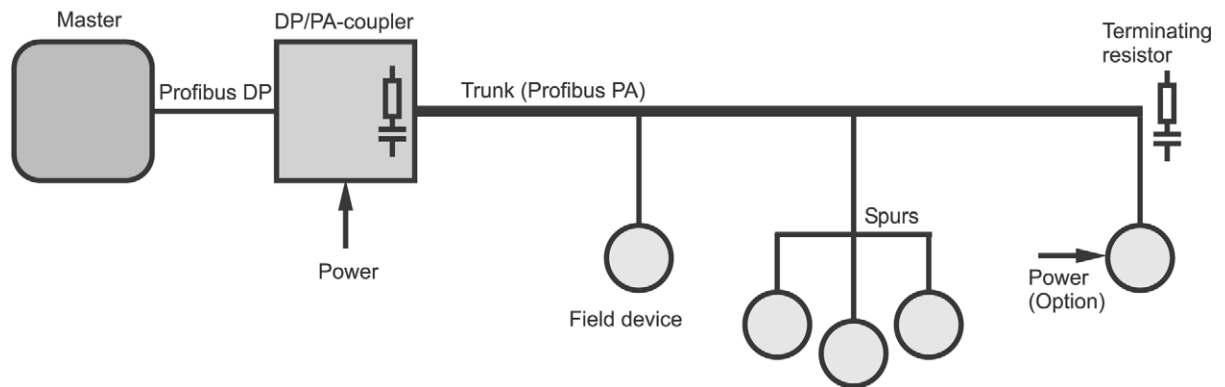 Master
DP/PA-coupler
Terminating
resistor
Profibus DP
Trunk (Profibus PA)
Spurs
Power
Power
(Option)
Field device